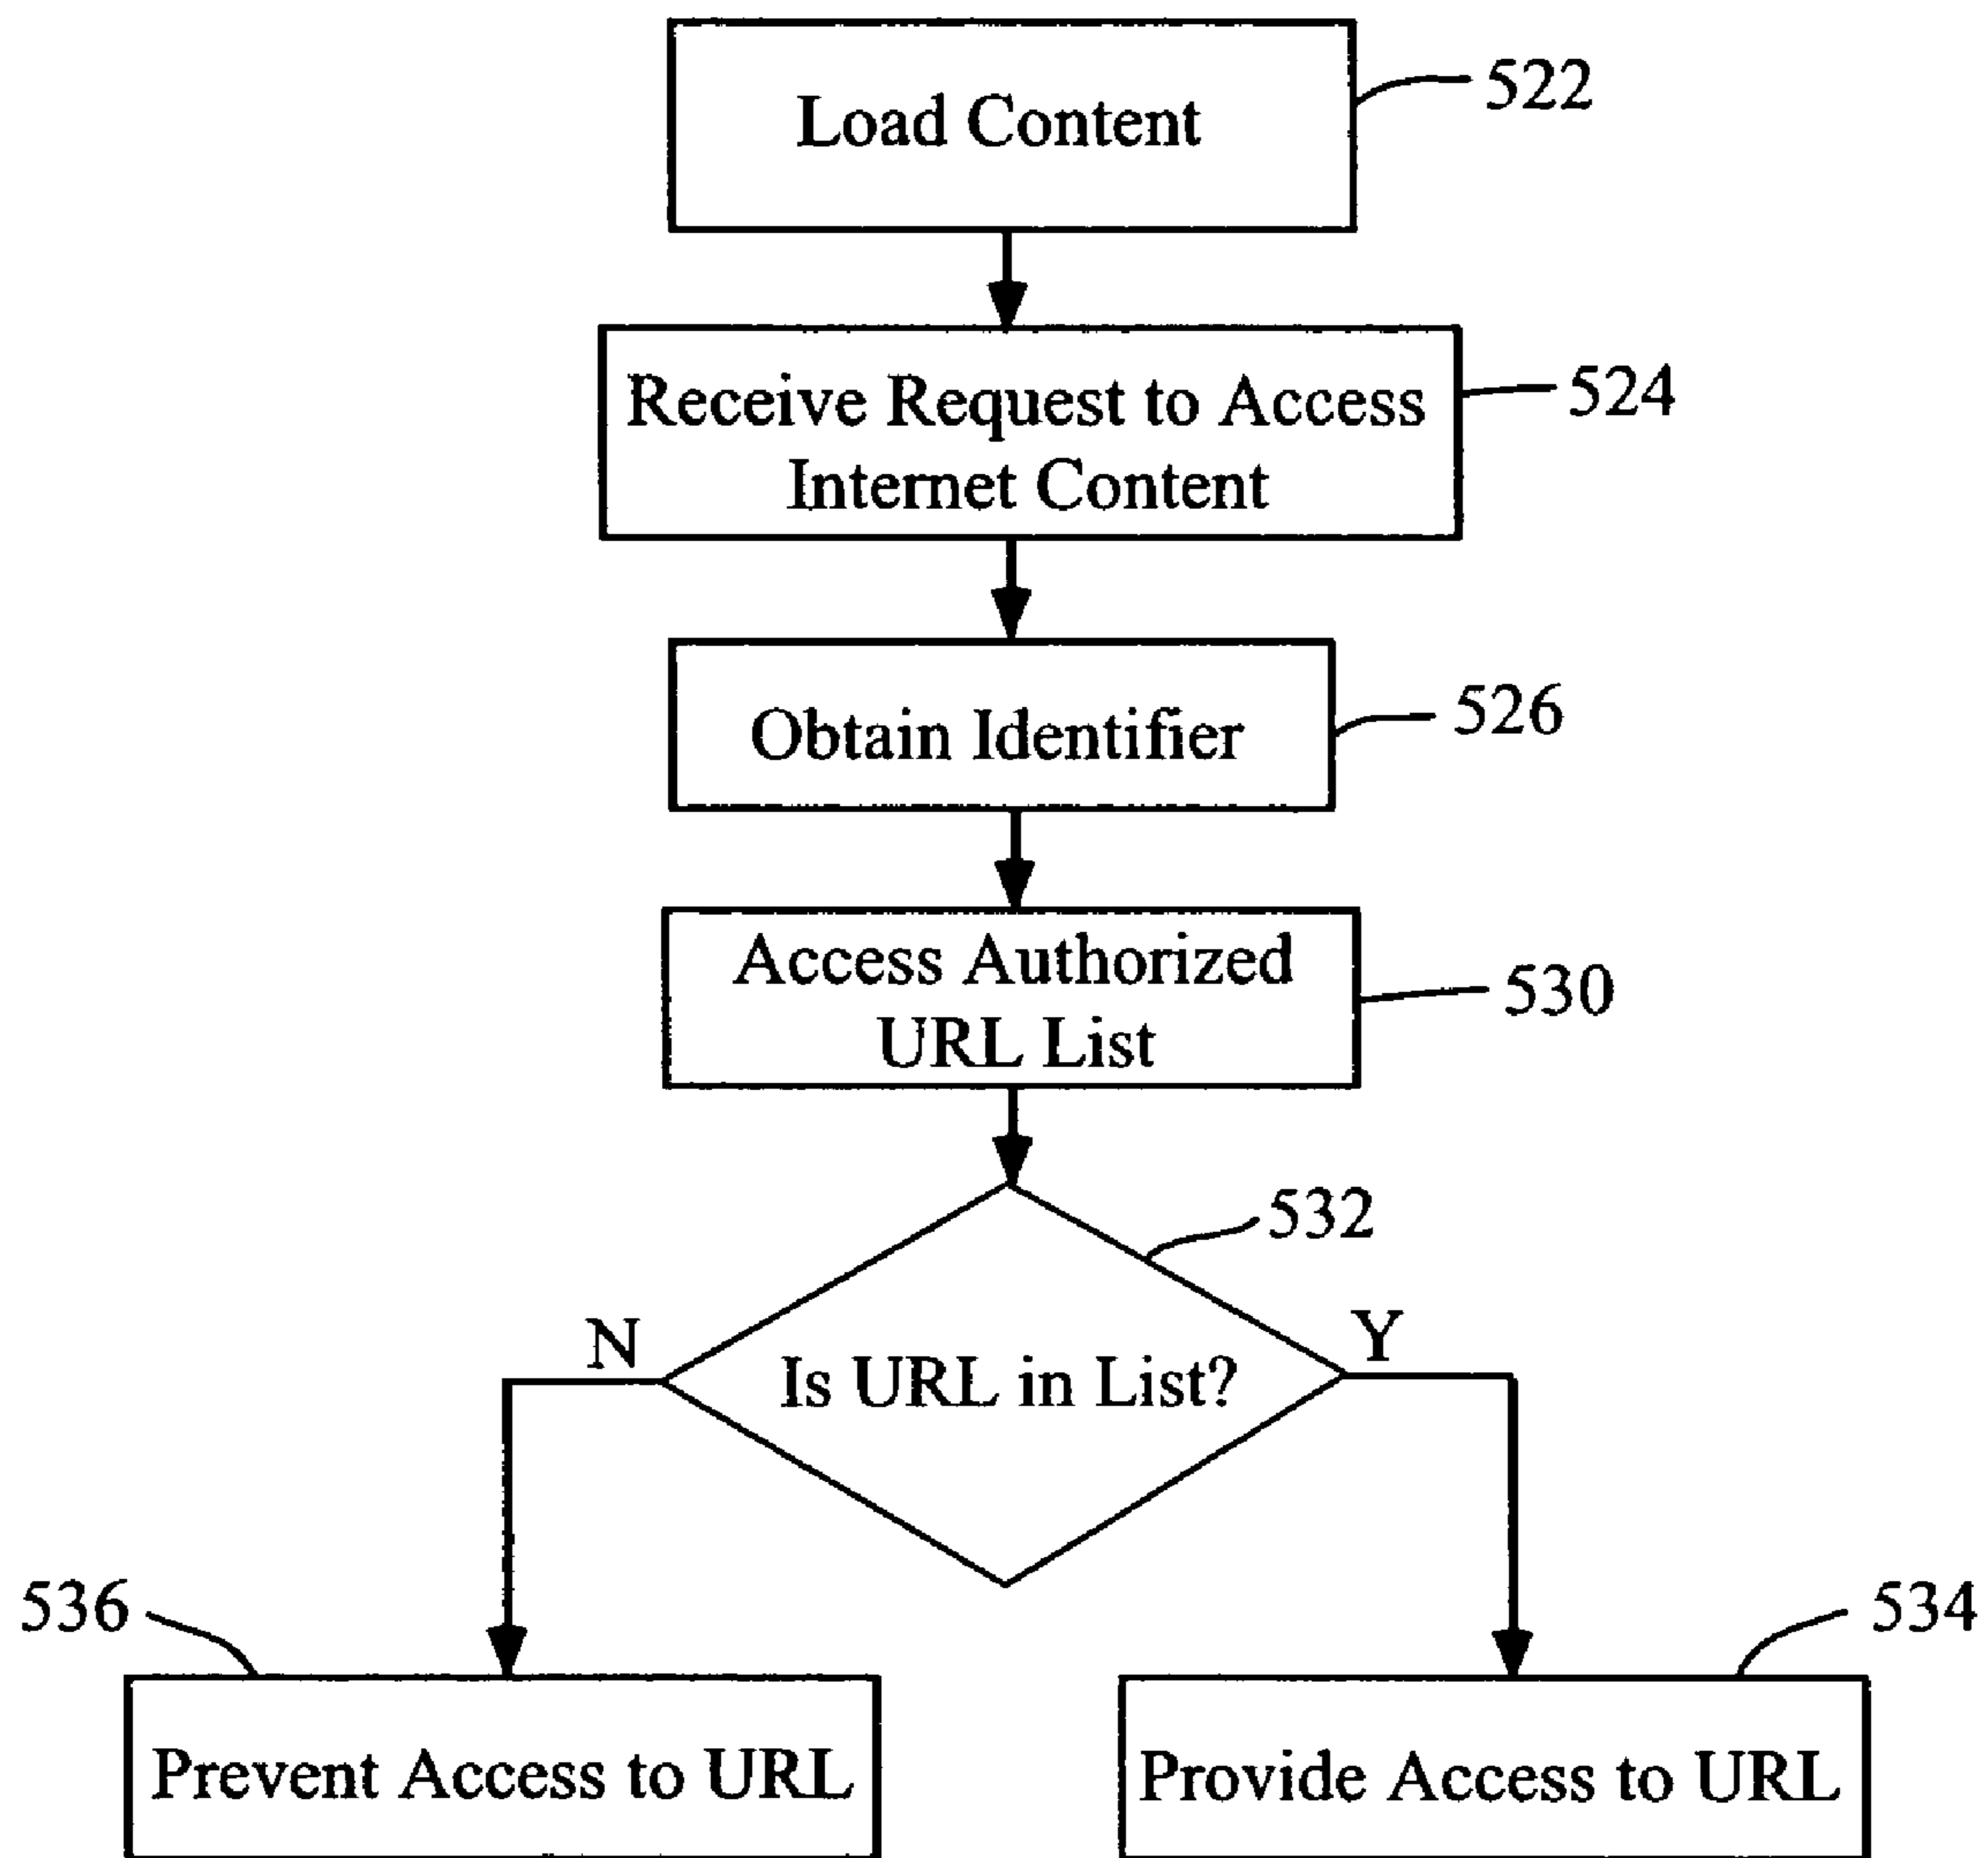 Load Content
522
Receive Request to Access
Internet Content
524
Obtain Identifier
526
Access Authorized
URL List
530
532
N
Y
Is URL in List?
536
534
Prevent Access to URL
Provide Access to URL